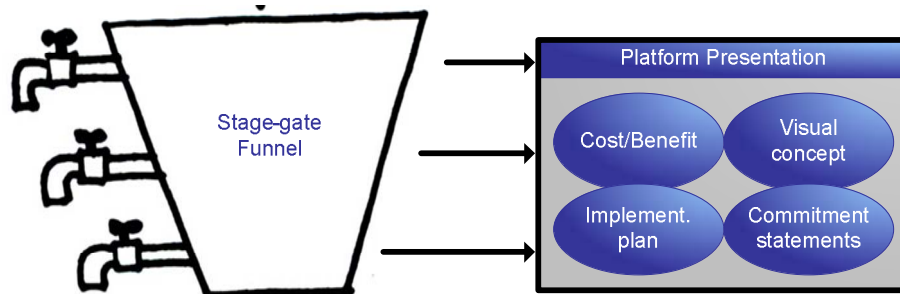 Stage-gate
Funnel
Platform Presentation
Cost/Benefit
Visual
concept
Implement.
plan
Commitment
statements